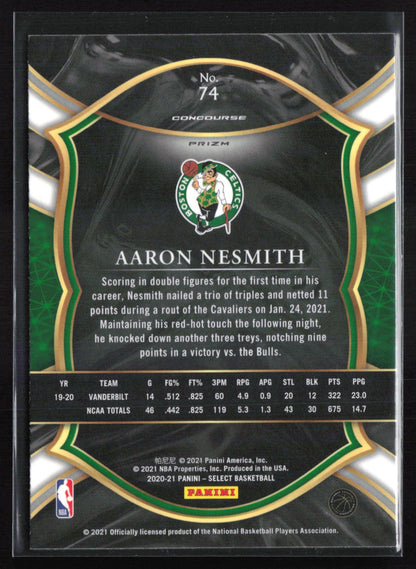 No.
74
CONCOURSE
PRIZM
BOSTON CELTICS
AARON NESMITH
Scoring in double figures for the first time in his
career, Nesmith nailed a trio of triples and netted 11
points during a rout of the Cavaliers on Jan. 24, 2021.
Maintaining his red-hot touch the following night,
he knocked down another three treys, notching nine
points in a victory vs. the Bulls.
YR TEAM G FG% FT% 3PM RPG APG STL BLK PTS PPG
19-20 VANDERBILT 14 .512 .825 60 4.9 0.9 20 12 322 23.0
NCAA TOTALS 46 .442 .825 119 5.3 1.3 43 30 675 14.7
帕尼尼 © 2021 Panini America, Inc.
© 2021 NBA Properties, Inc. Produced in the USA.
2020-21 PANINI – SELECT BASKETBALL
PANINI
NBA
© 2021 Officially licensed product of the National Basketball Players Association.